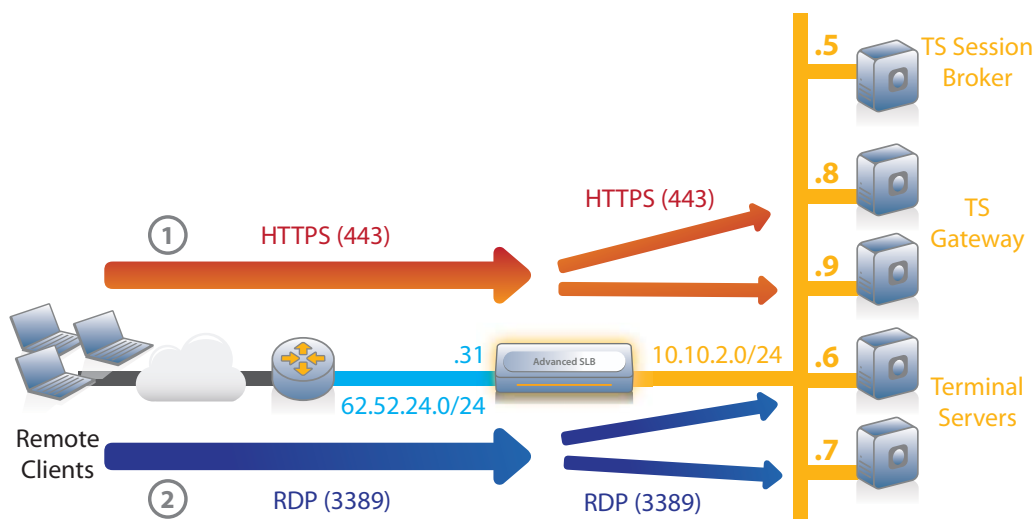 .5
TS Session
Broker
.8
HTTPS (443)
TS
Gateway
1
HTTPS (443)
.9
.31
Advanced SLB
10.10.2.0/24
.6
62.52.24.0/24
Terminal
Servers
Remote
Clients
.7
2
RDP (3389)
RDP (3389)